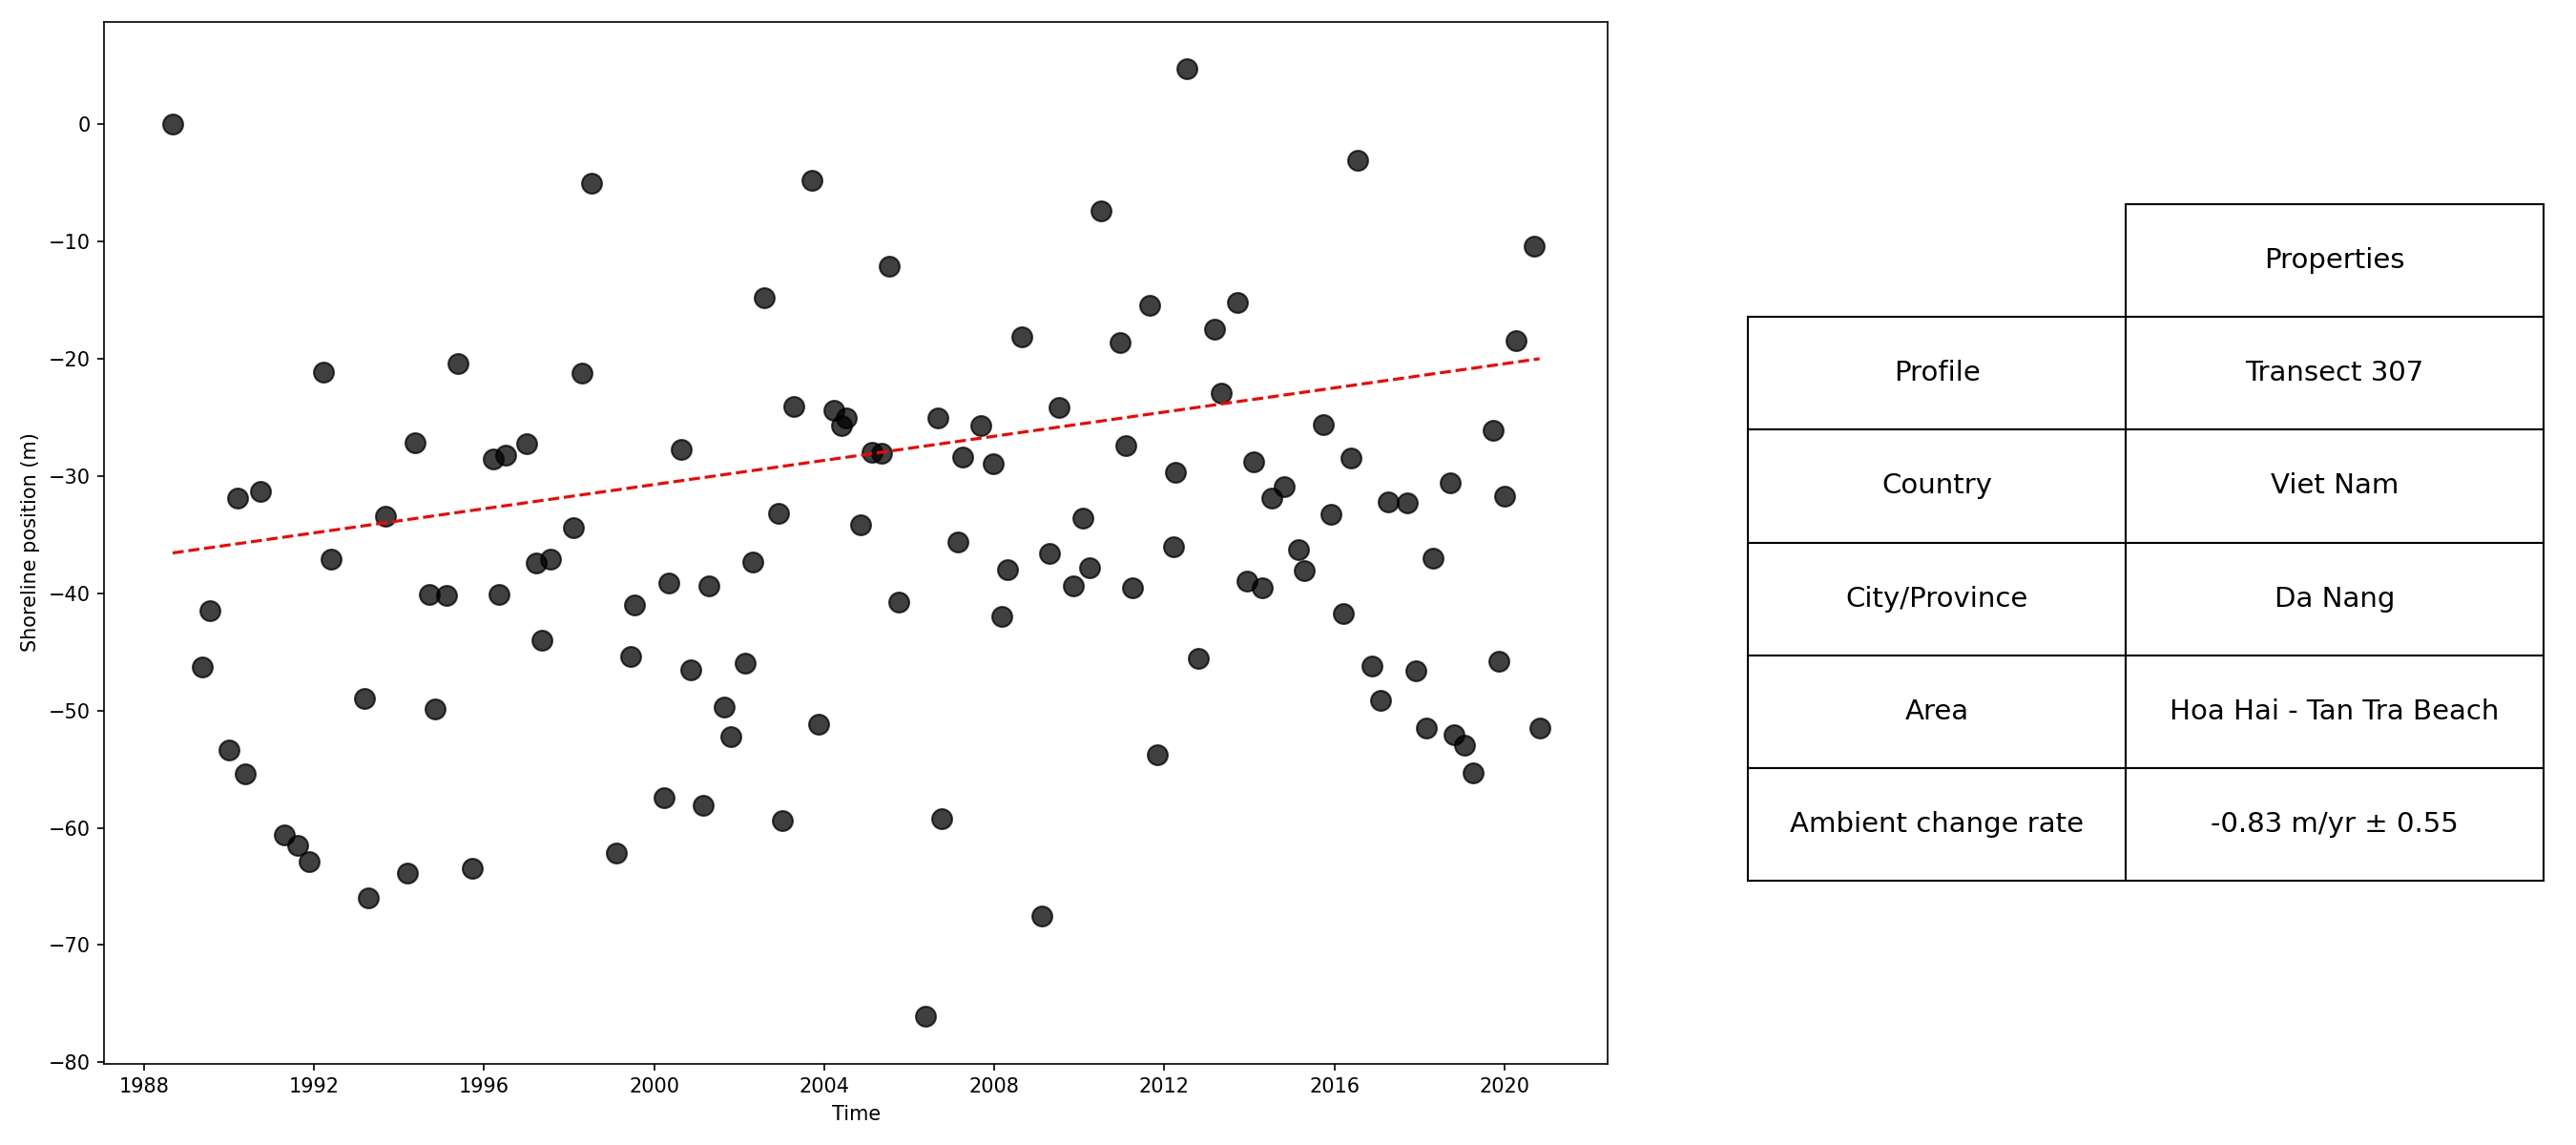 Shoreline position (m)
0
−10
−20
−30
−40
−50
−60
−70
−80
1988 1992 1996 2000 2004 2008 2012 2016 2020
Time
Properties
Profile Transect 307
Country Viet Nam
City/Province Da Nang
Area Hoa Hai - Tan Tra Beach
Ambient change rate -0.83 m/yr ± 0.55